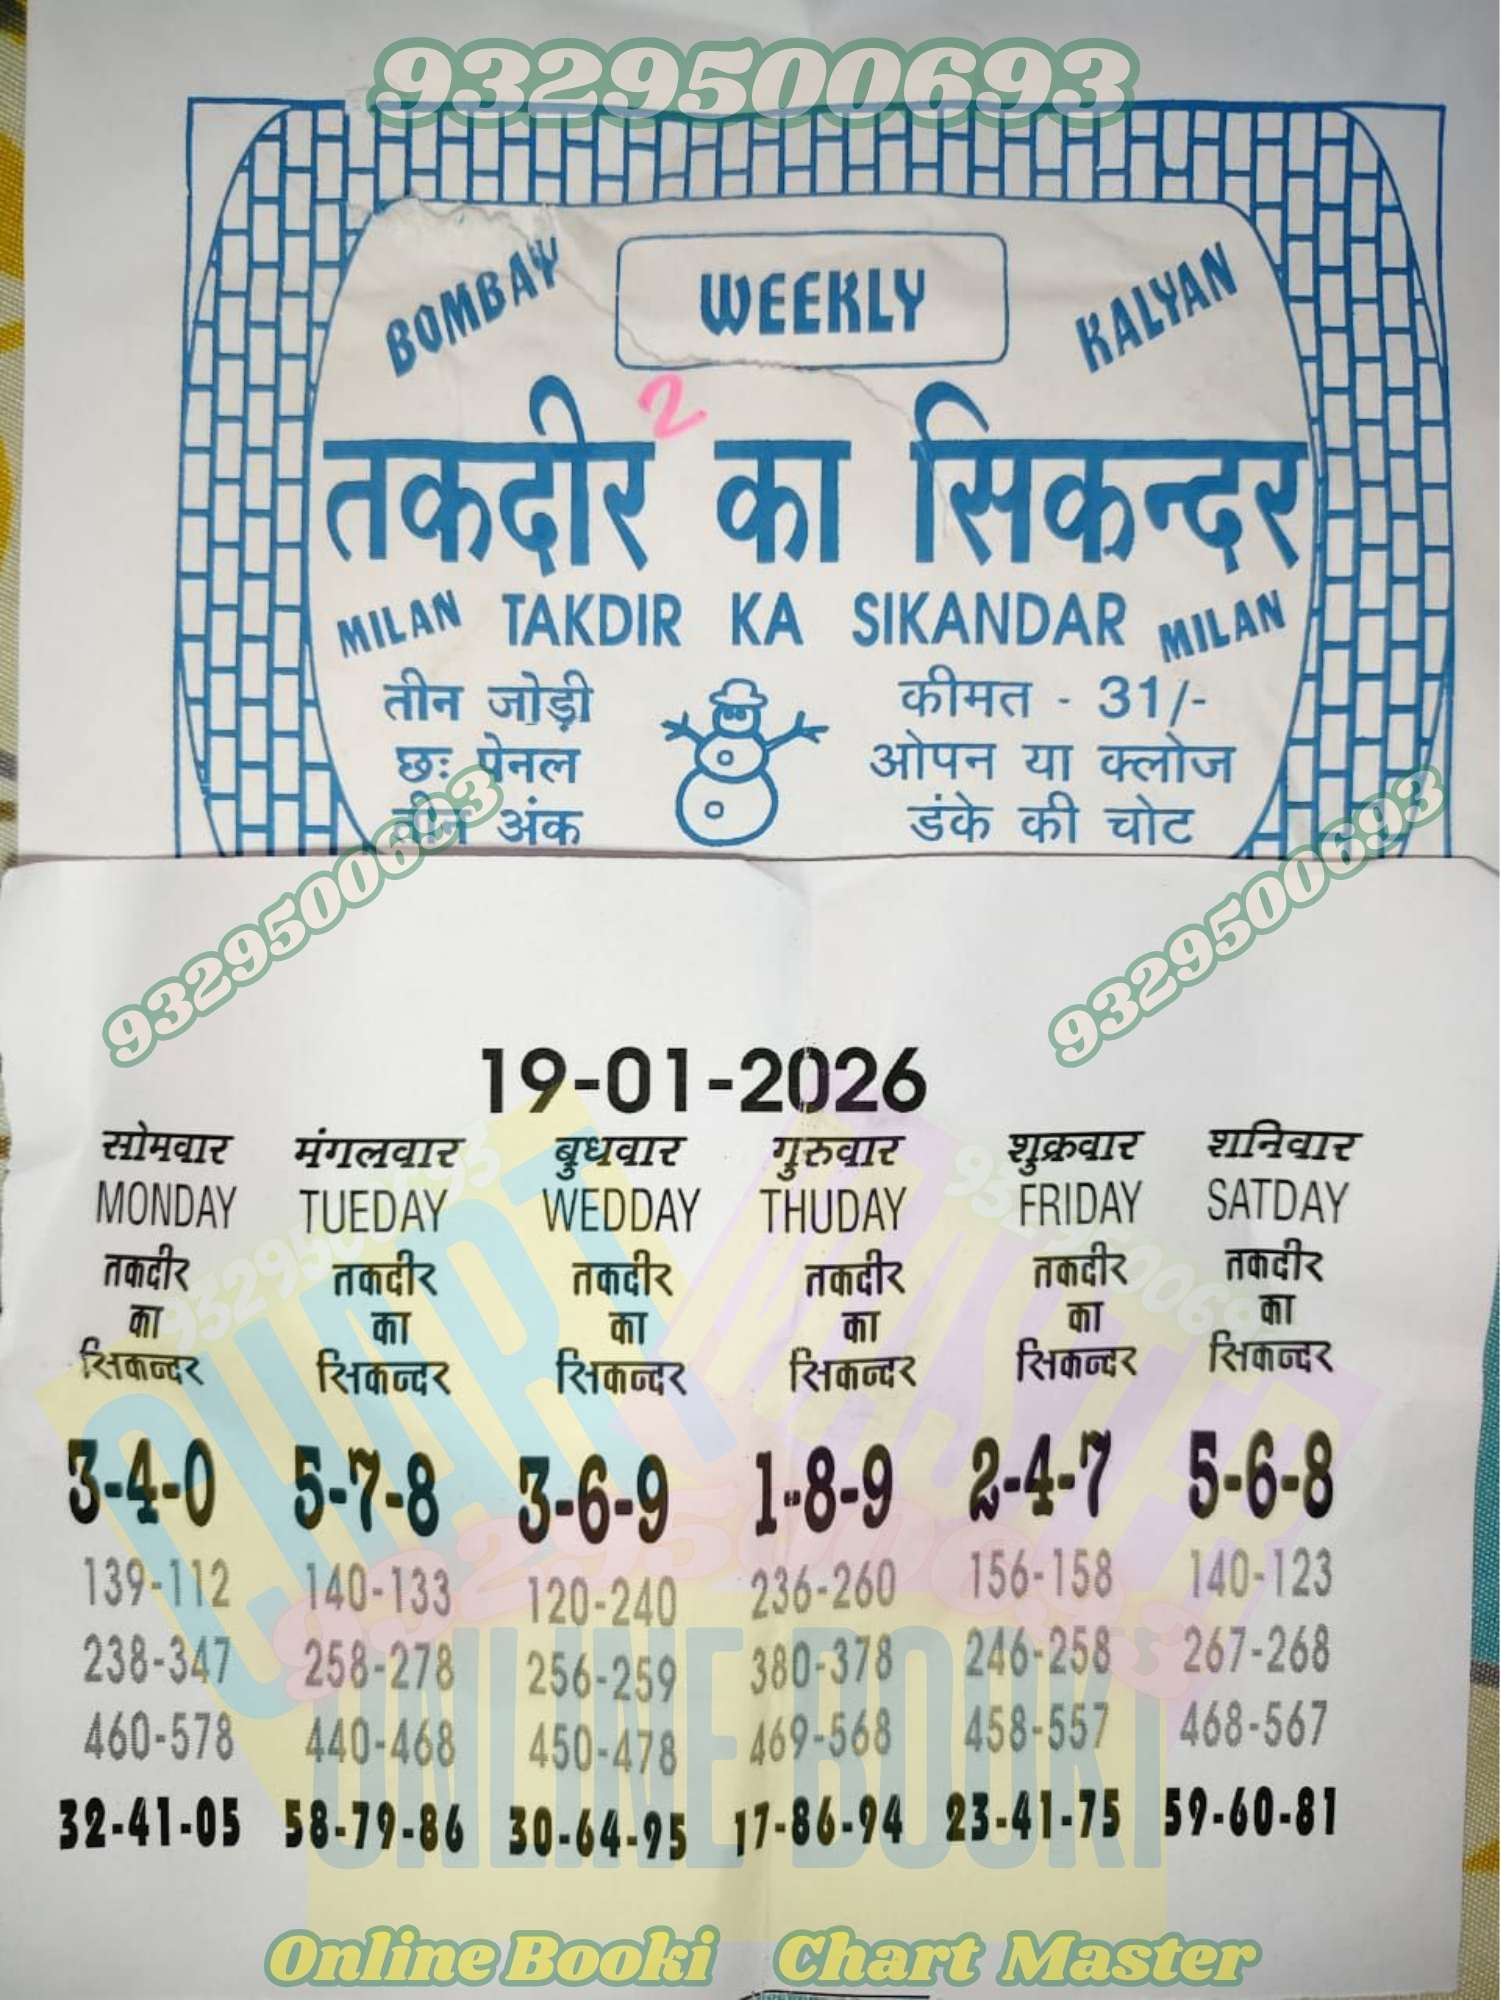 9329500693
BOMBAY WEEKLY KALYAN
2
तकदीर का सिकन्दर
MILAN TAKDIR KA SIKANDAR MILAN
तीन जोड़ी कीमत - 31/-
छः पेनल ओपन या क्लोज
तीन अंक डंके की चोट
9329500693 9329500693
19-01-2026
सोमवार मंगलवार बुधवार गुरुवार शुक्रवार शनिवार
MONDAY TUEDAY WEDDAY THUDAY FRIDAY SATDAY
तकदीर तकदीर तकदीर तकदीर तकदीर तकदीर
का का का का का का
सिकन्दर सिकन्दर सिकन्दर सिकन्दर सिकन्दर सिकन्दर
3-4-0 5-7-8 3-6-9 1-8-9 2-4-7 5-6-8
139-112 140-133 120-240 236-260 156-158 140-123
238-347 258-278 256-259 380-378 246-258 267-268
460-578 440-468 450-478 469-568 458-557 468-567
32-41-05 58-79-86 30-64-95 17-86-94 23-41-75 59-60-81
CHART MASTER
9329500693 9329500693
9329500693
ONLINE BOOKI
Online Booki Chart Master